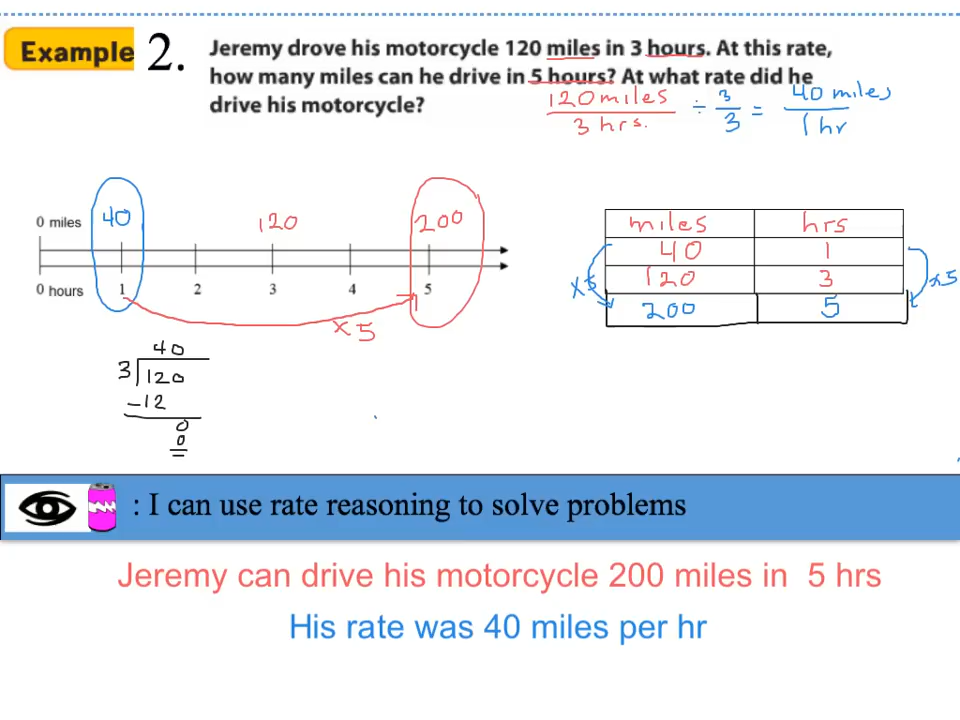 Example 2.
Jeremy drove his motorcycle 120 miles in 3 hours. At this rate,
how many miles can he drive in 5 hours? At what rate did he
drive his motorcycle?
120 miles / 3 hrs. ÷ 3/3 = 40 miles / 1 hr
0 miles 40 120 200
0 hours 1 2 3 4 5
x 5
miles hrs
40 1
120 3
200 5
x5 x5
40
3 120
-12
0
0
: I can use rate reasoning to solve problems
Jeremy can drive his motorcycle 200 miles in 5 hrs
His rate was 40 miles per hr